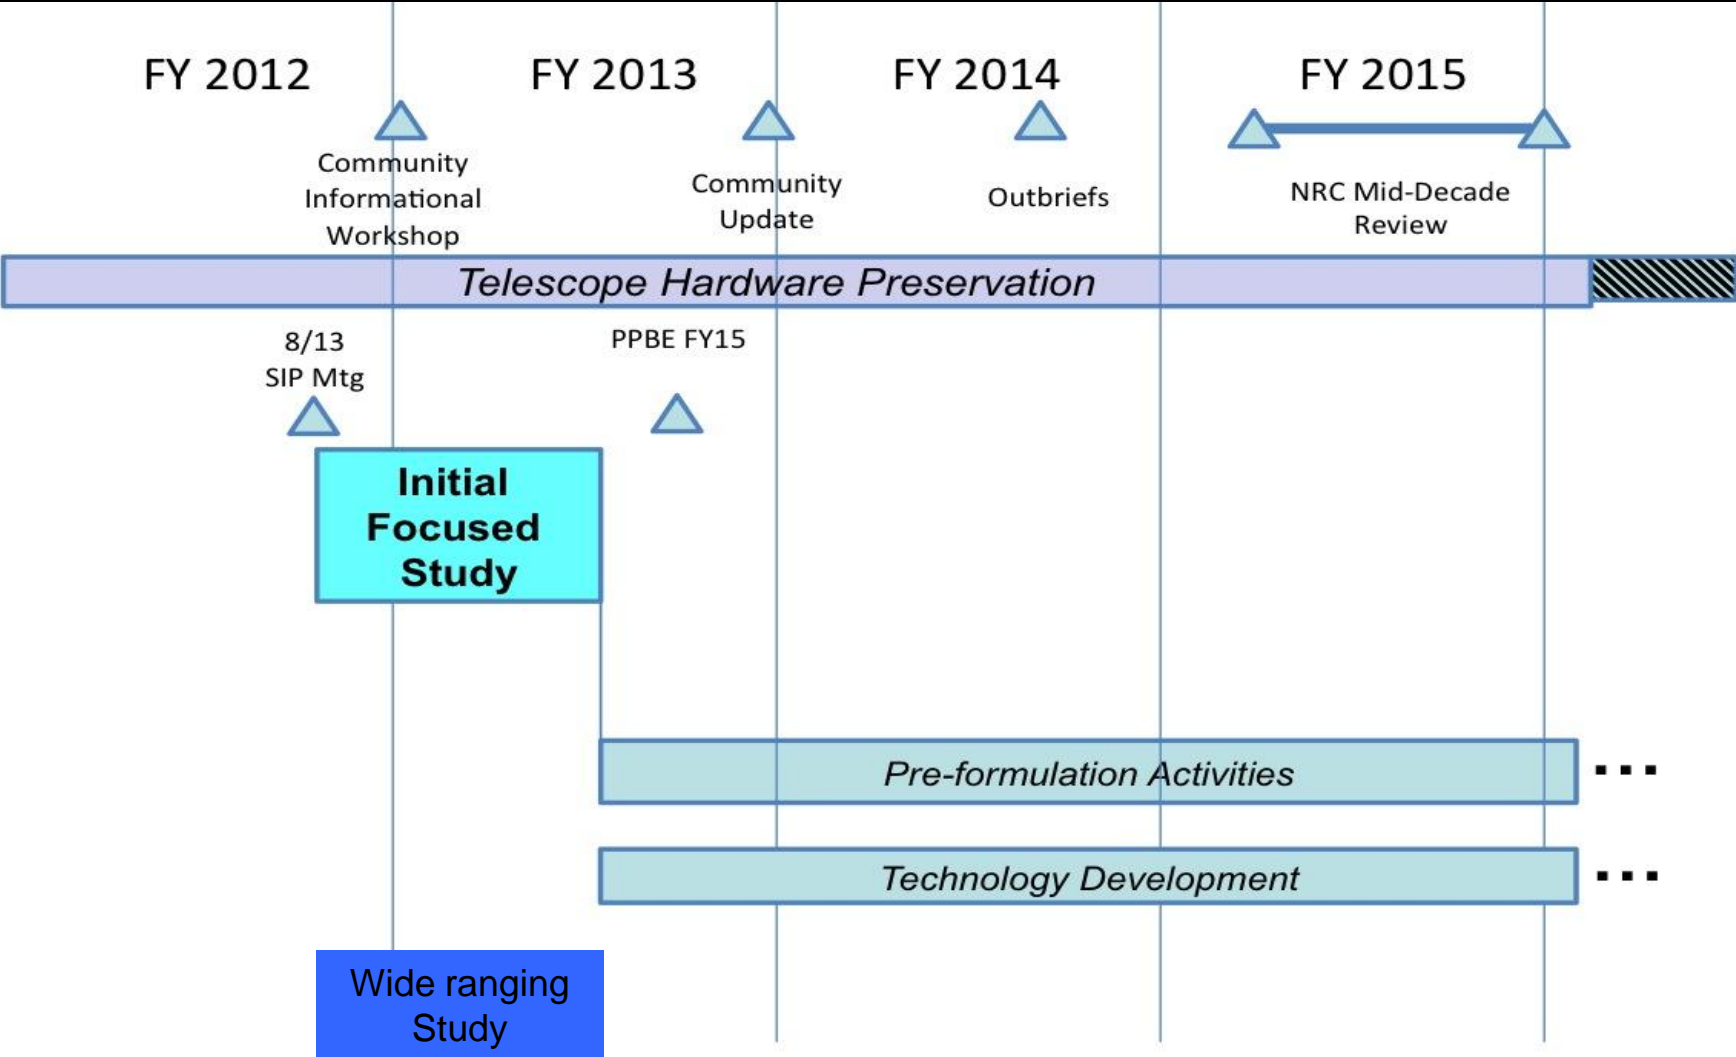 FY 2012
FY 2013
FY 2014
FY 2015
Community
Informational
Workshop
Community
Update
Outbriefs
NRC Mid-Decade
Review
Telescope Hardware Preservation
8/13
SIP Mtg
PPBE FY15
Initial
Focused
Study
Pre-formulation Activities
...
Technology Development
...
Wide ranging
Study